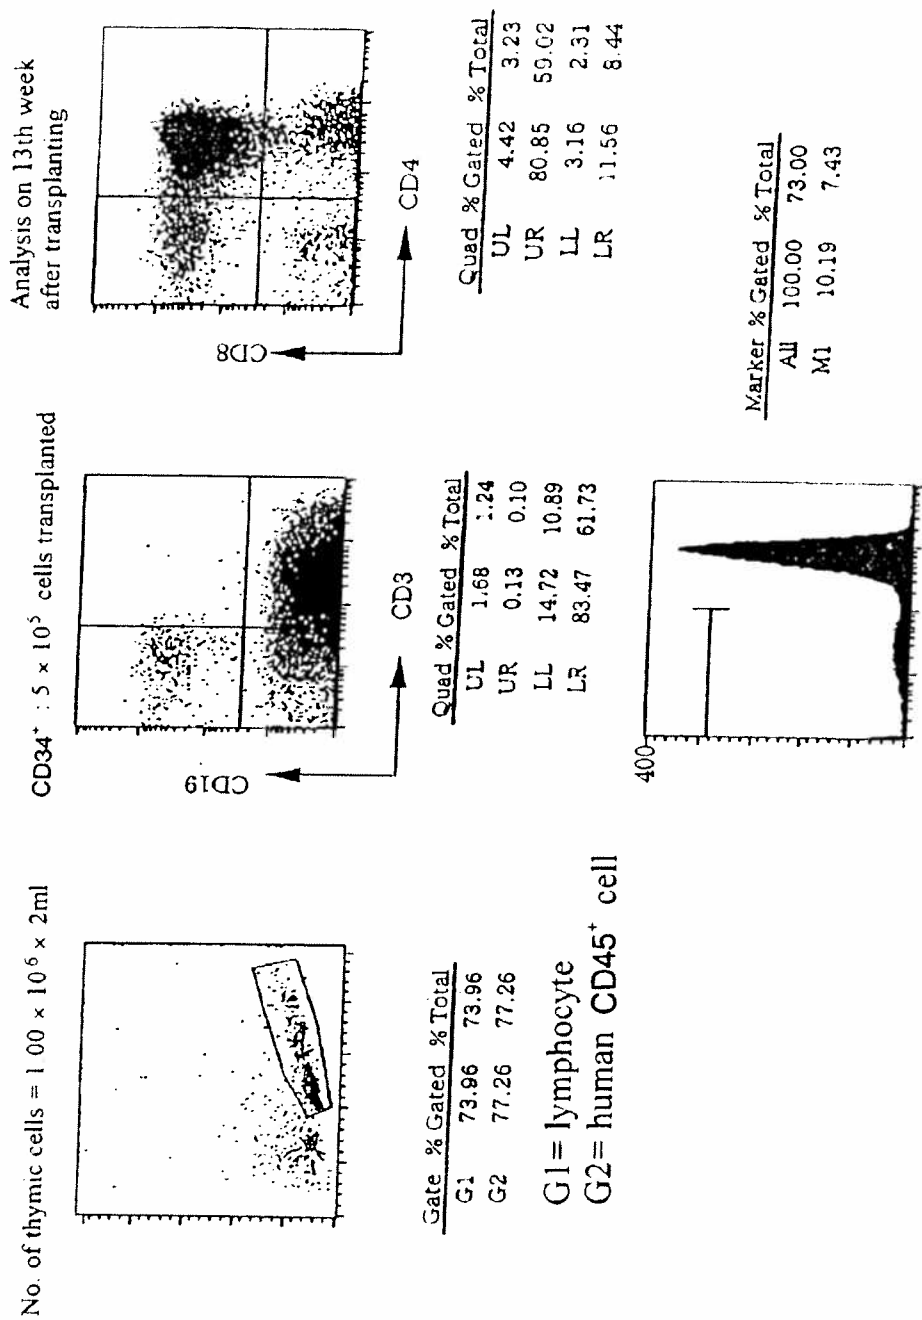 No. of thymic cells = 1.00 × 10⁶ × 2ml
Gate % Gated % Total
G1 73.96 73.96
G2 77.26 77.26
G1= lymphocyte
G2= human CD45⁺ cell
CD34⁺ : 5 × 10⁵ cells transplanted
CD19
CD3
Quad % Gated % Total
UL 1.68 1.24
UR 0.13 0.10
LL 14.72 10.89
LR 83.47 61.73
400
Analysis on 13th week
after transplanting
CD8
CD4
Quad % Gated % Total
UL 4.42 3.23
UR 80.85 59.02
LL 3.16 2.31
LR 11.56 8.44
Marker % Gated % Total
All 100.00 73.00
M1 10.19 7.43